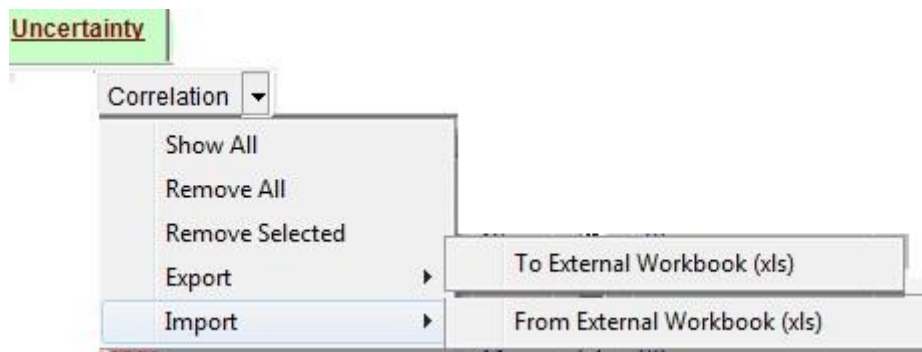 Uncertainty
Correlation
Show All
Remove All
Remove Selected
Export
To External Workbook (xls)
Import
From External Workbook (xls)